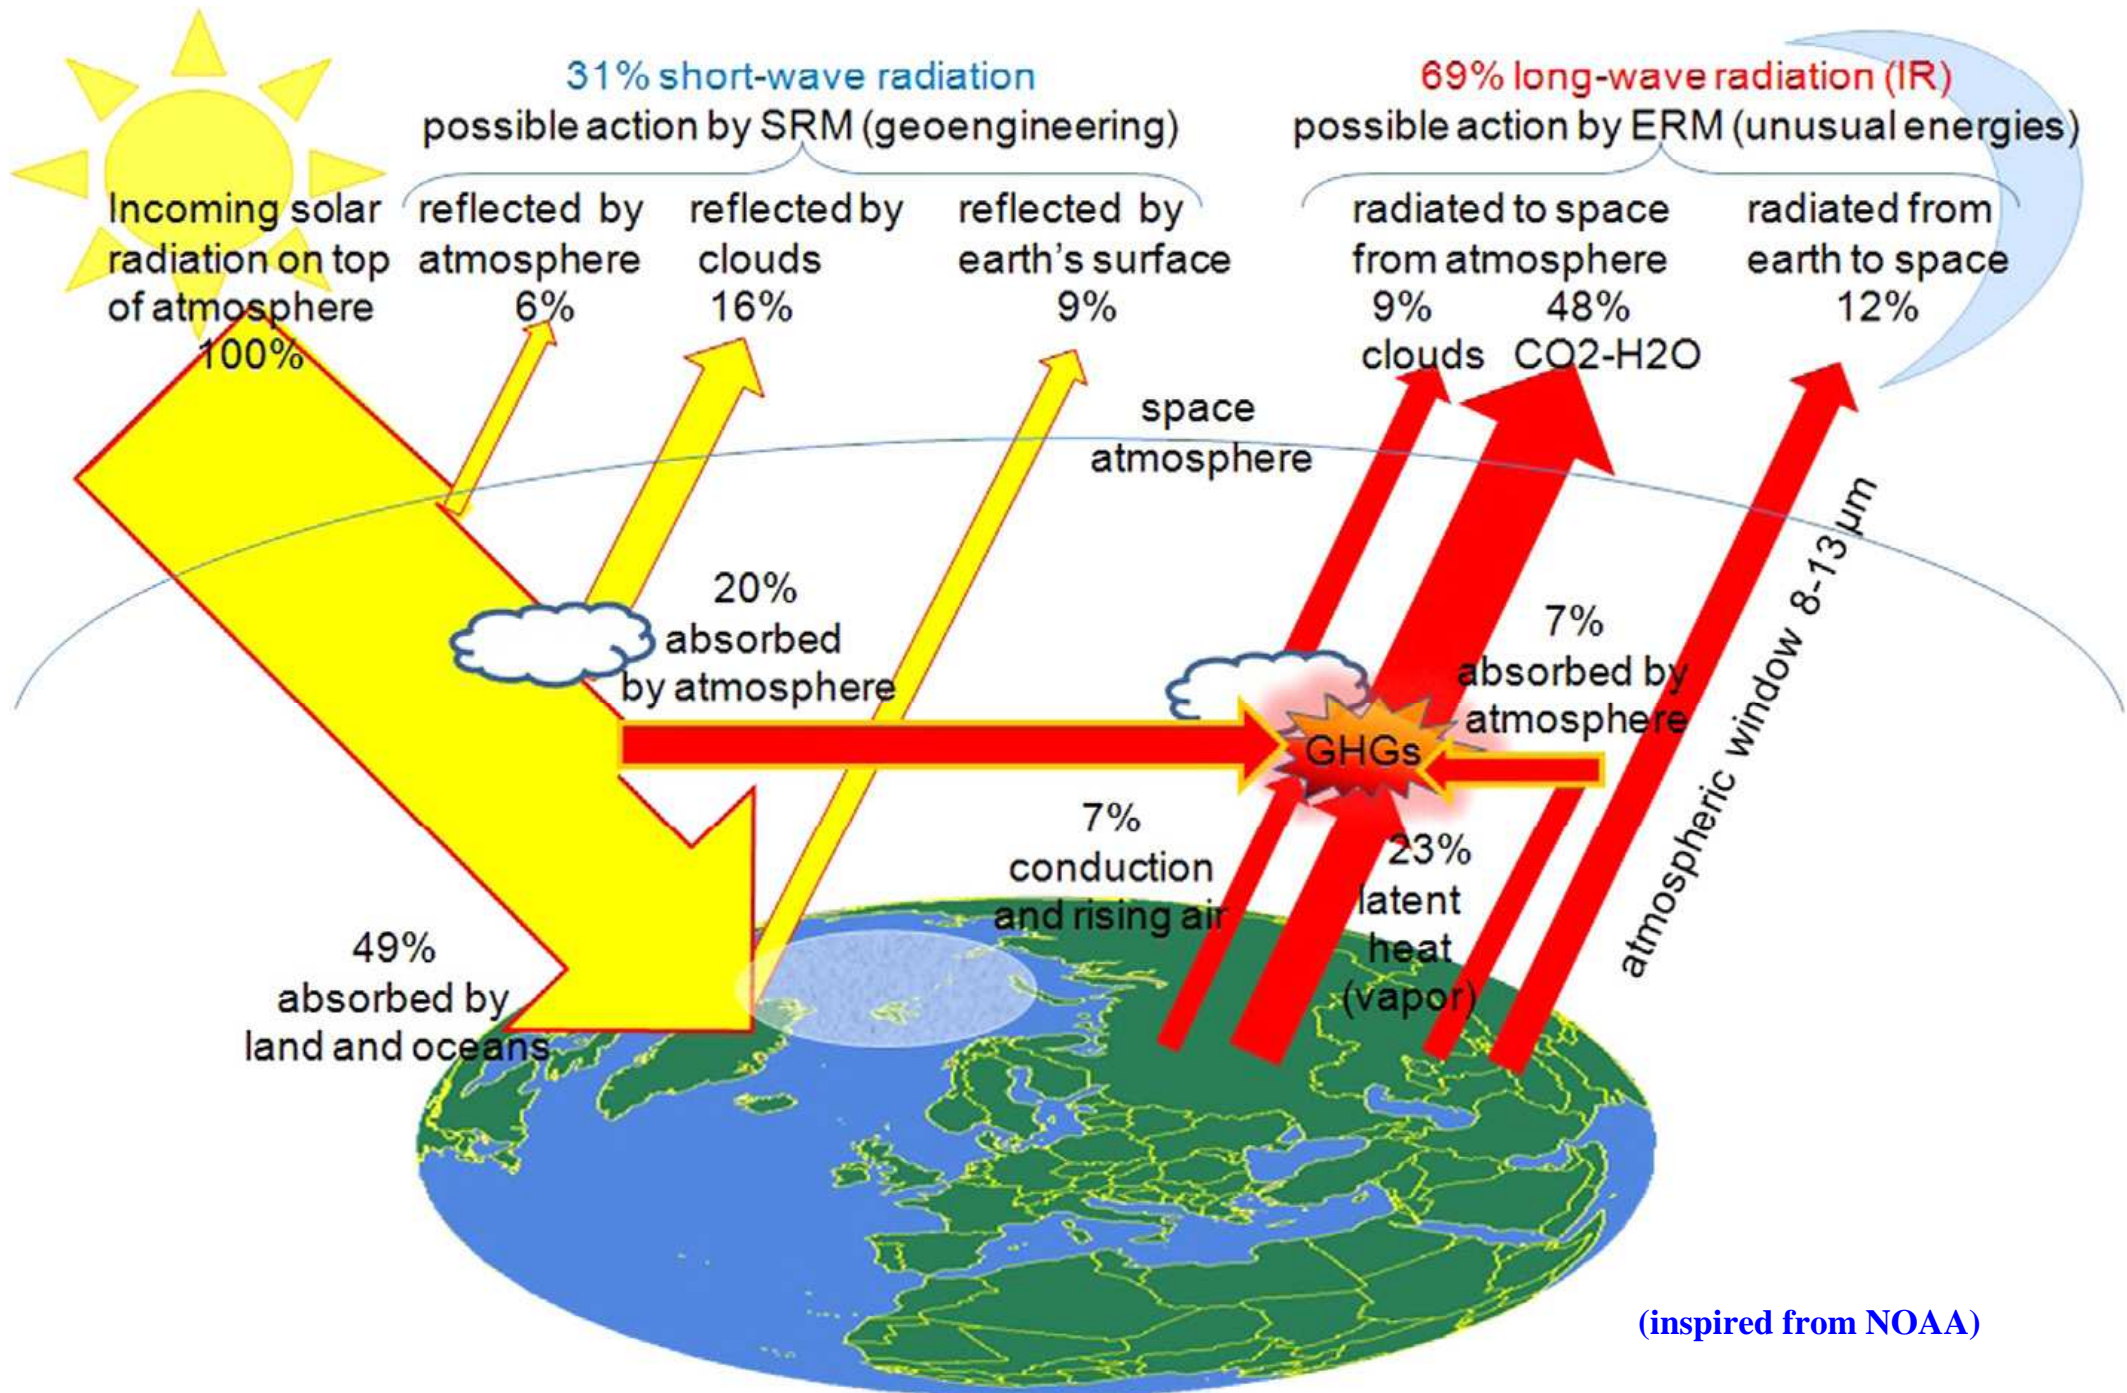 31% short-wave radiation
possible action by SRM (geoengineering)
69% long-wave radiation (IR)
possible action by ERM (unusual energies)
Incoming solar
radiation on top
of atmosphere
100%
reflected by
atmosphere
6%
reflected by
clouds
16%
reflected by
earth's surface
9%
radiated to space
from atmosphere
9%
clouds
48%
CO2-H2O
radiated from
earth to space
12%
space
atmosphere
20%
absorbed
by atmosphere
7%
absorbed by
atmosphere
atmospheric window 8-13 µm
GHGs
7%
conduction
and rising air
23%
latent
heat
(vapor)
49%
absorbed by
land and oceans
(inspired from NOAA)